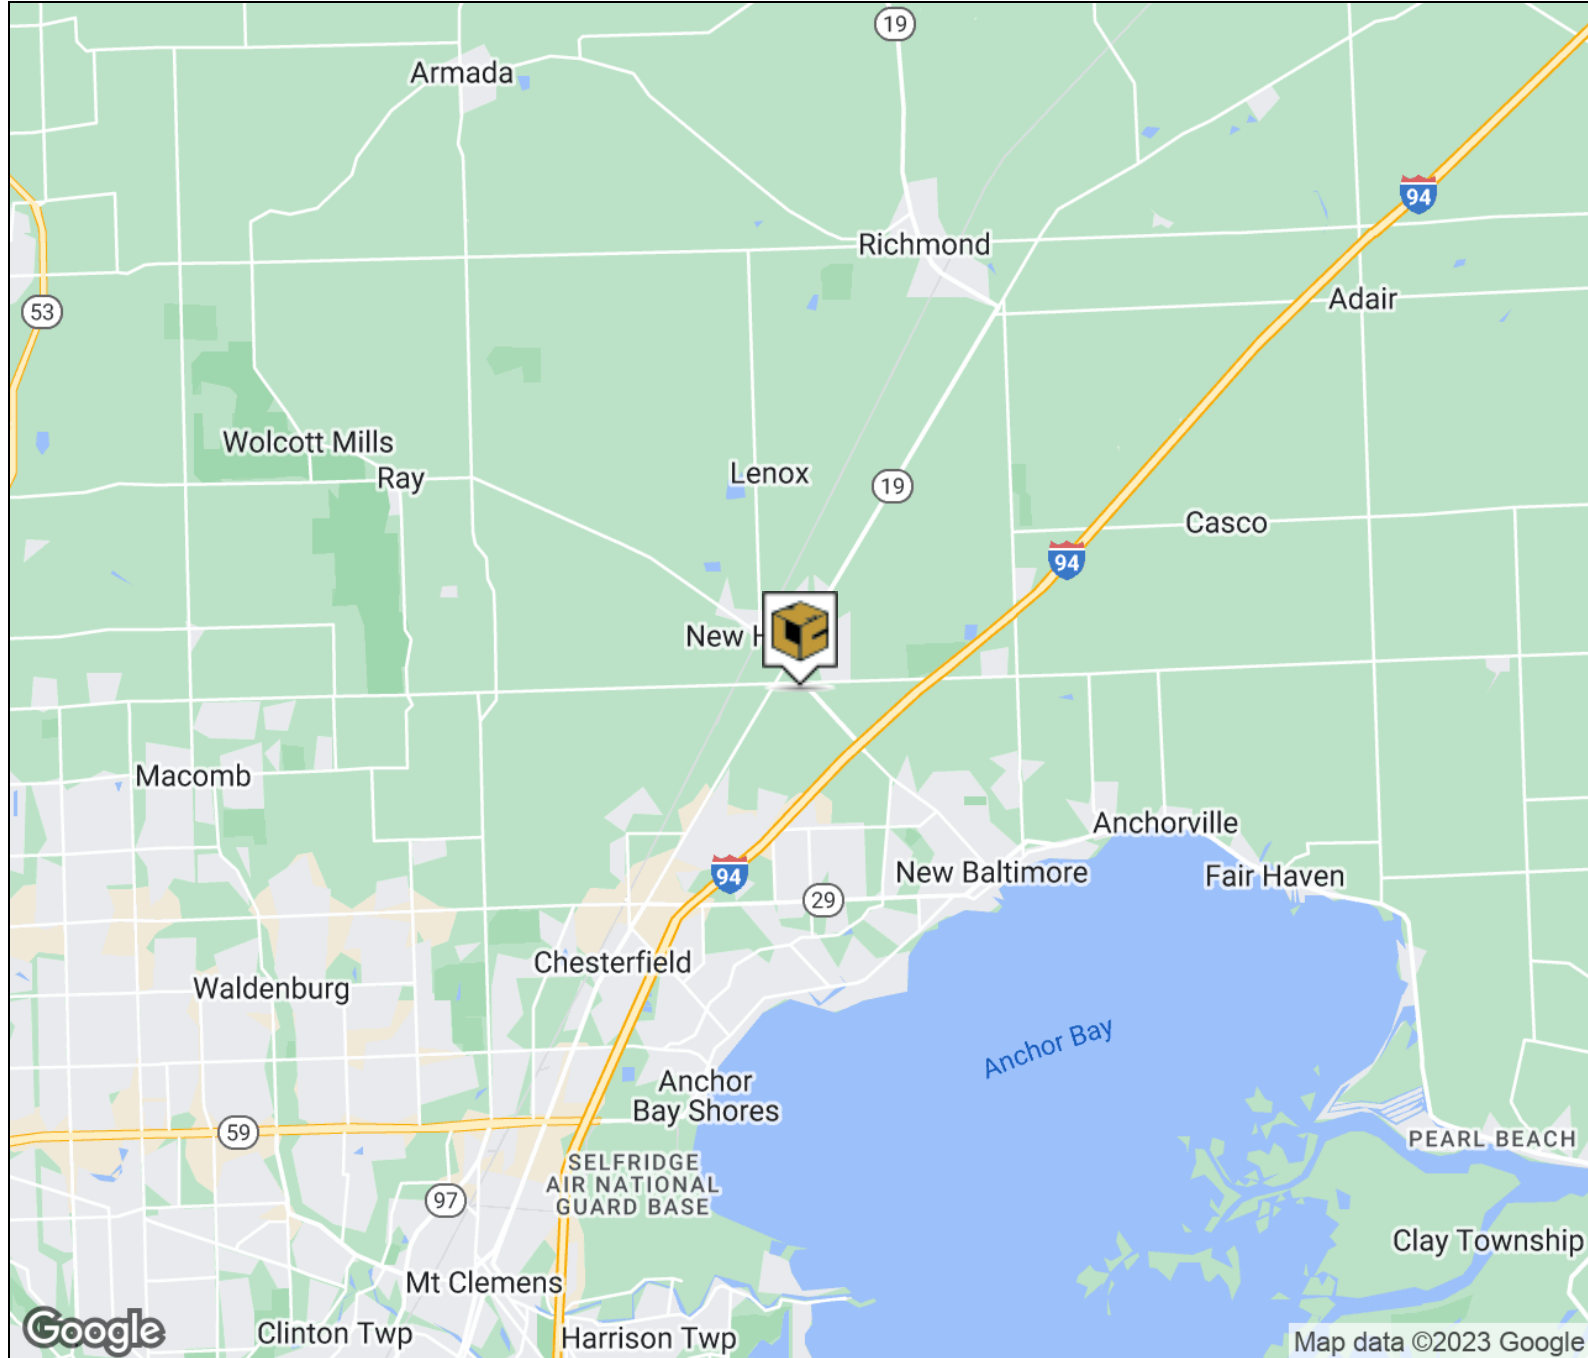 19
Armada
94
Richmond
Adair
53
Wolcott Mills
Ray
Lenox
19
Casco
94
New H
Macomb
Anchorville
94
New Baltimore
Fair Haven
29
Chesterfield
Waldenburg
Anchor Bay
Anchor
Bay Shores
59
PEARL BEACH
SELFRIDGE
AIR NATIONAL
GUARD BASE
97
Clay Township
Mt Clemens
Google
Clinton Twp
Harrison Twp
Map data ©2023 Google